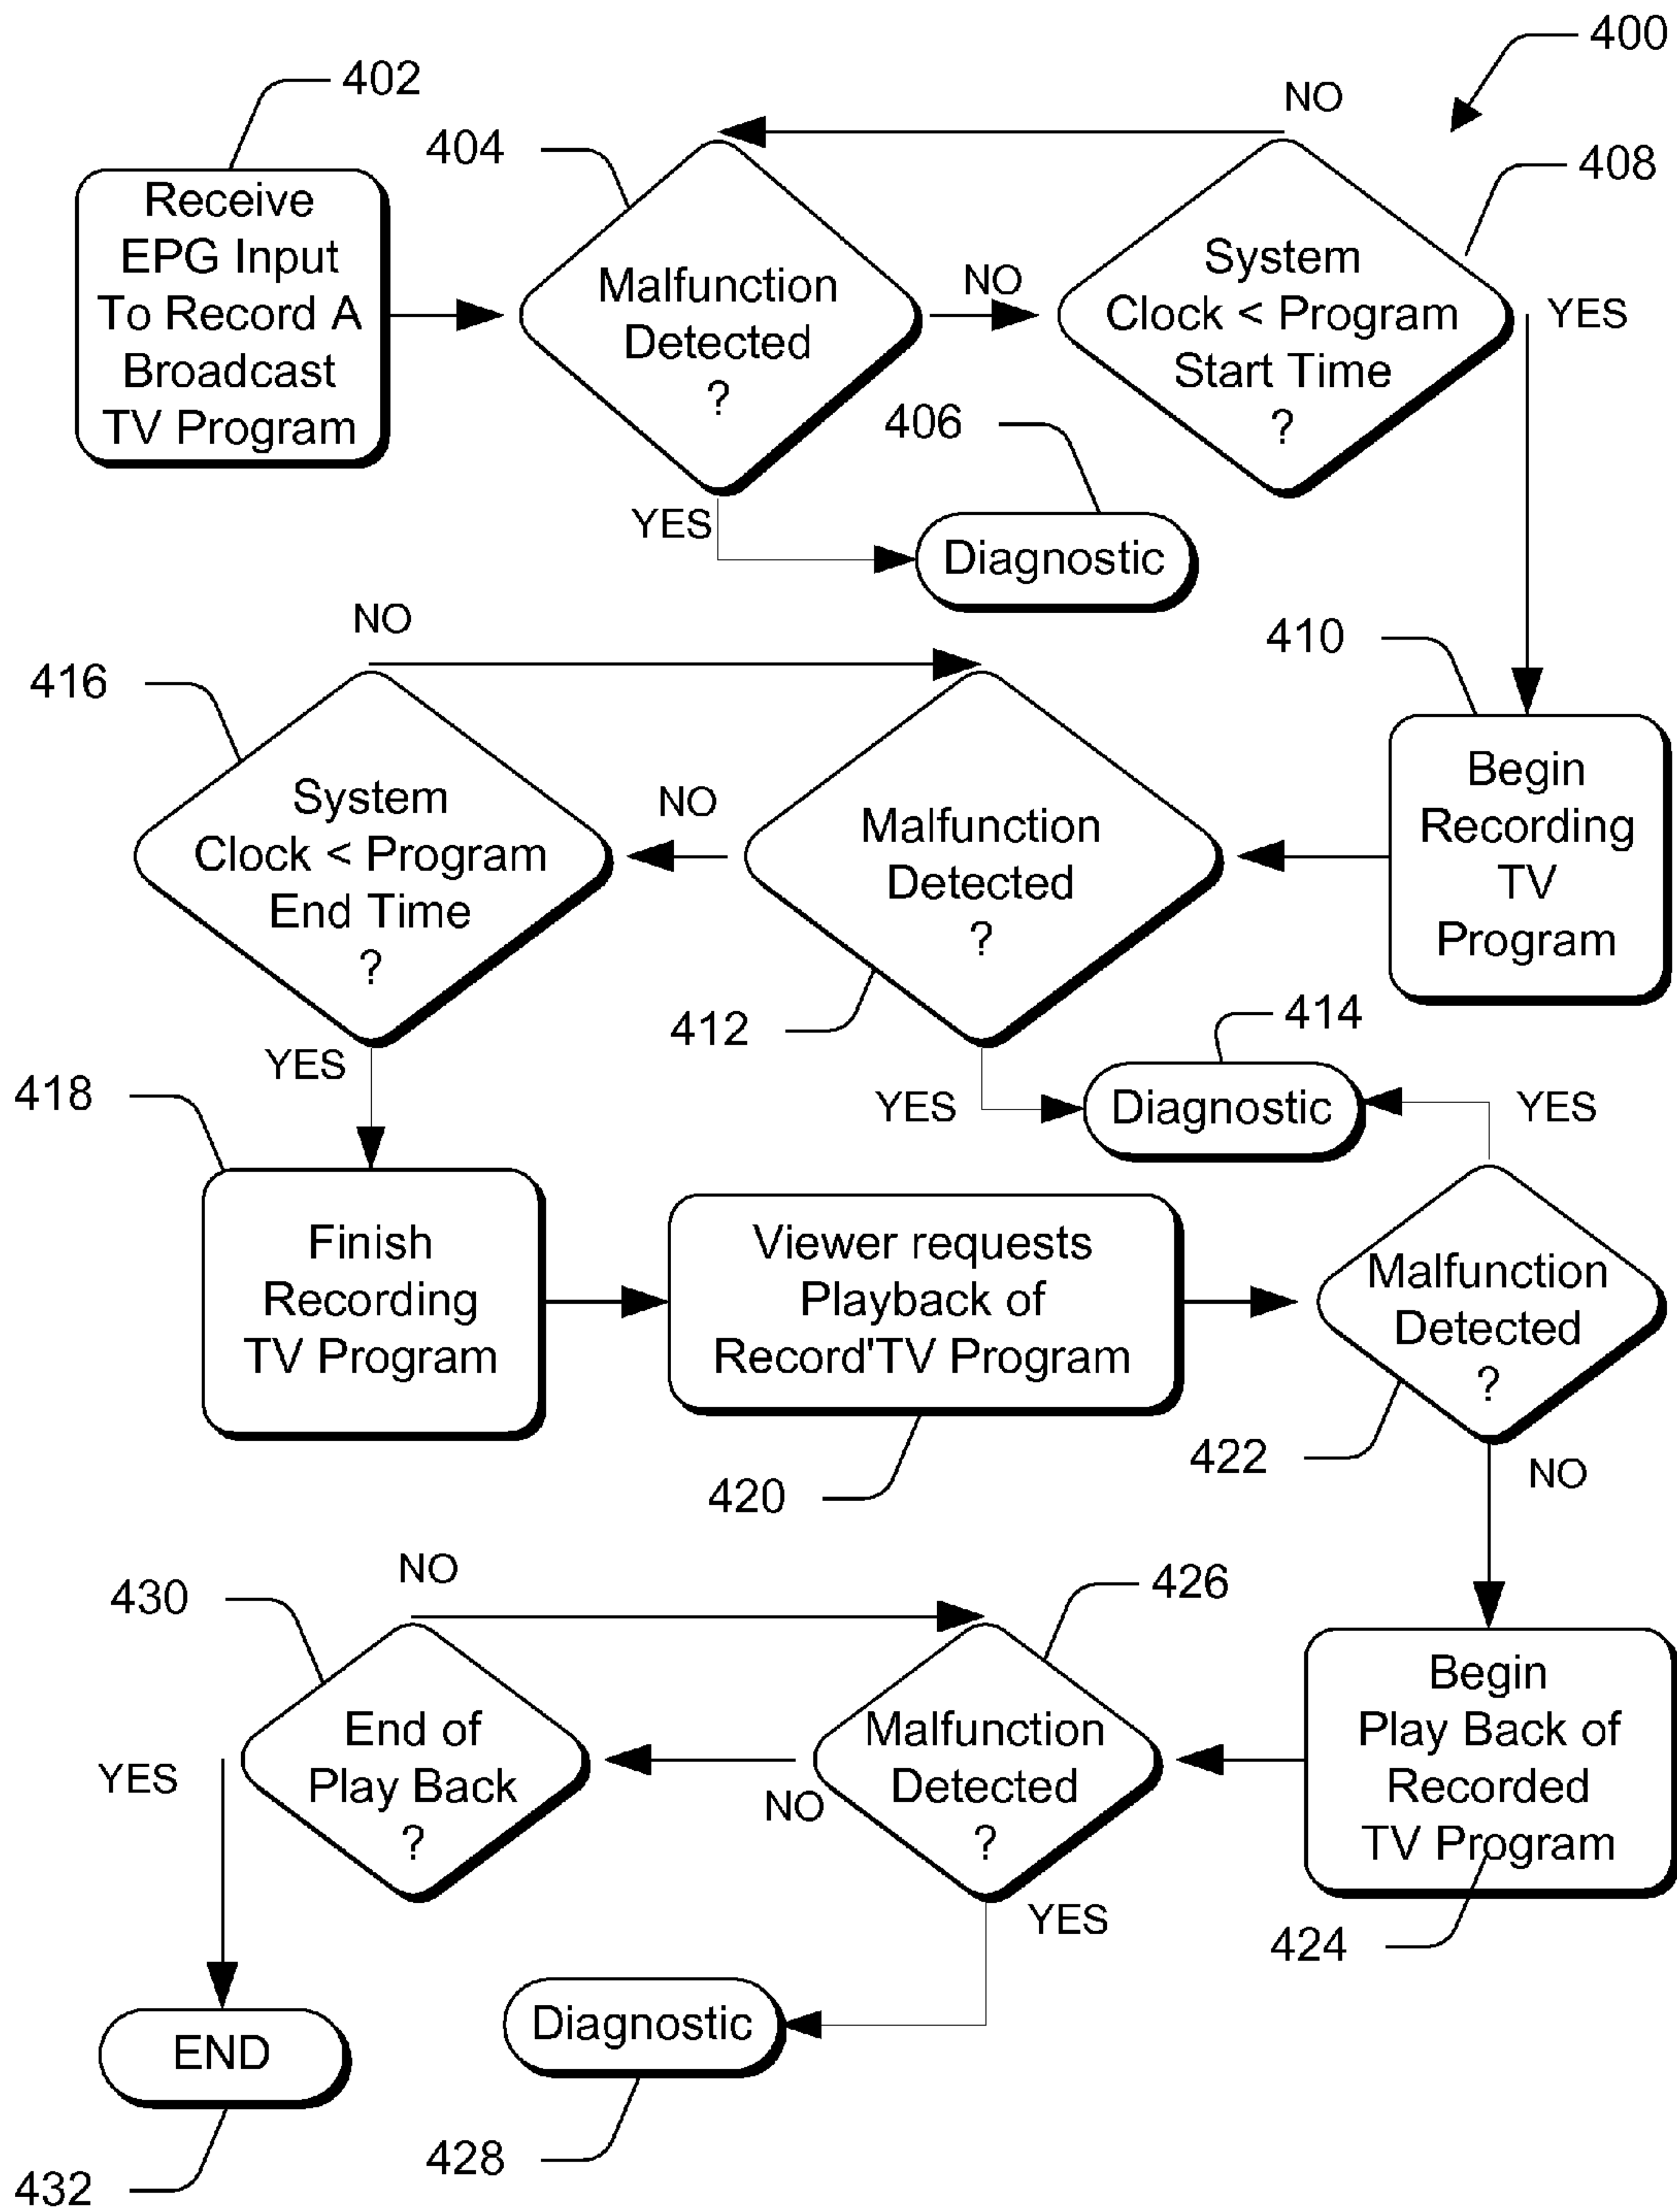 400
402
NO
404
408
Receive
EPG Input
To Record A
Broadcast
TV Program
Malfunction
Detected
?
NO
System
Clock < Program
Start Time
?
YES
406
YES
Diagnostic
NO
410
416
System
Clock < Program
End Time
?
NO
Malfunction
Detected
?
Begin
Recording
TV
Program
412
414
YES
418
YES
Diagnostic
YES
Finish
Recording
TV Program
Viewer requests
Playback of
Record'TV Program
Malfunction
Detected
?
422
420
NO
NO
430
426
End of
Play Back
?
YES
NO
Malfunction
Detected
?
Begin
Play Back of
Recorded
TV Program
YES
424
Diagnostic
END
428
432